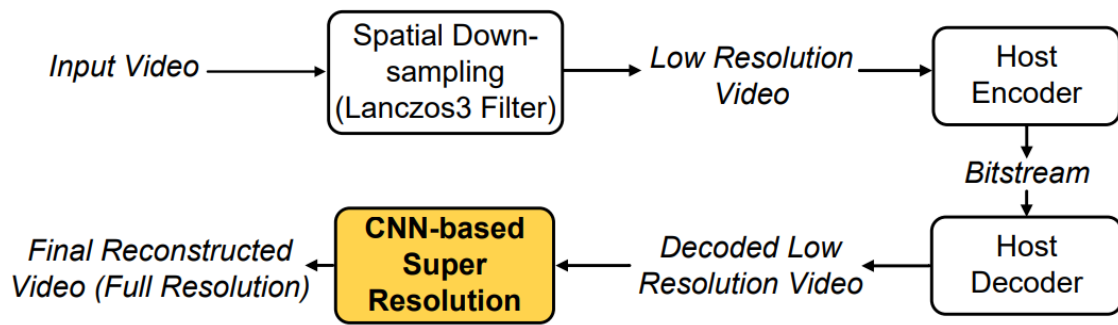 Input Video
Spatial Down-
sampling
(Lanczos3 Filter)
Low Resolution
Video
Host
Encoder
Bitstream
Host
Decoder
Decoded Low
Resolution Video
CNN-based
Super
Resolution
Final Reconstructed
Video (Full Resolution)